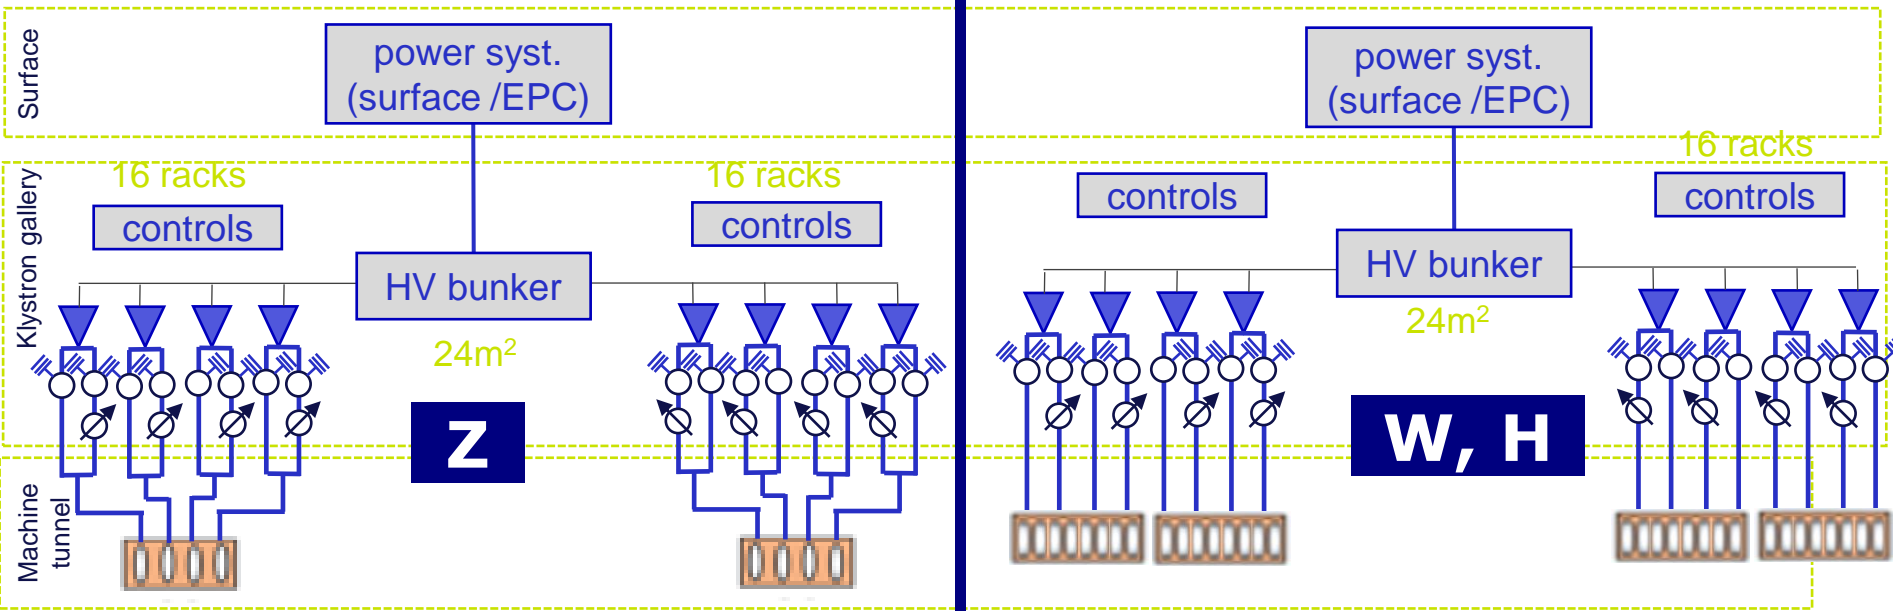 Surface
power syst.
(surface /EPC)
power syst.
(surface /EPC)
Klystron gallery
16 racks
controls
16 racks
controls
HV bunker
24m²
Z
controls
16 racks
controls
HV bunker
24m²
W, H
Machine
tunnel